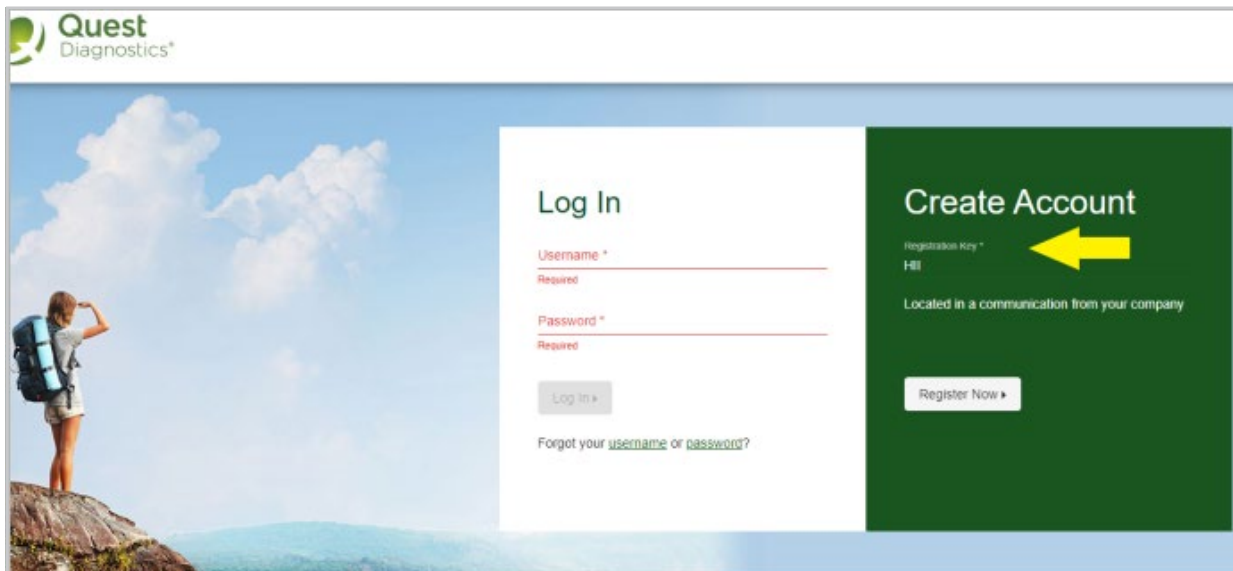 Quest
Diagnostics®
Log In
Username *
Required
Password *
Required
Log In
Forgot your username or password?
Create Account
Registration Key *
HII
Located in a communication from your company
Register Now